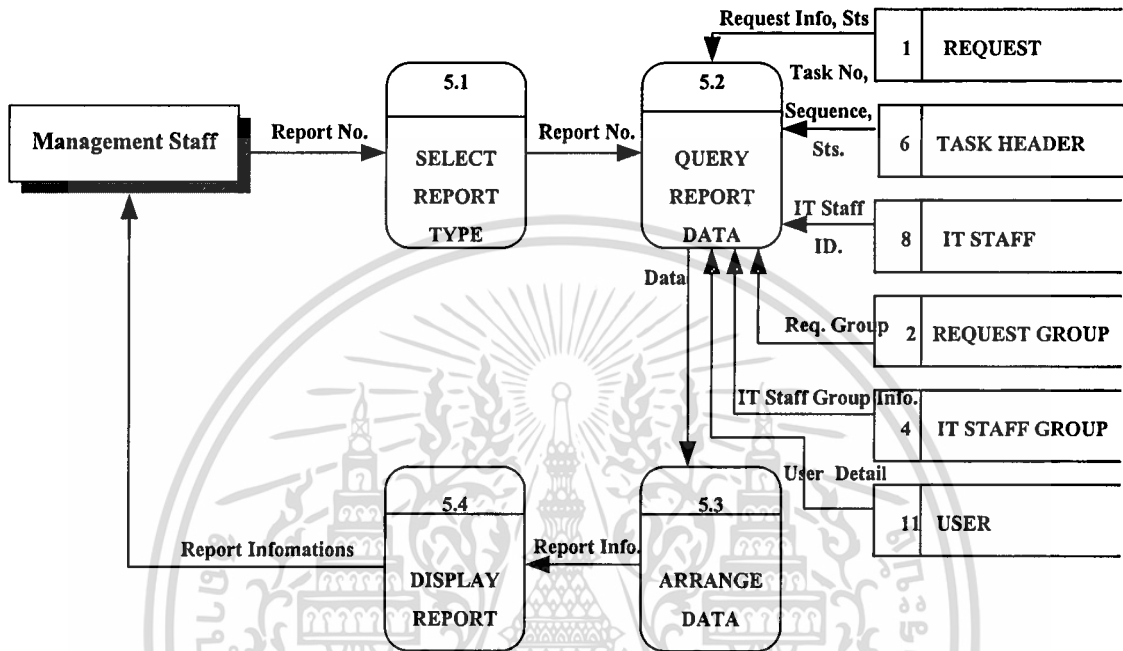 Request Info, Sts
1 REQUEST
5.1
5.2
Task No,
Sequence,
Sts.
6 TASK HEADER
Management Staff
Report No.
SELECT
REPORT
TYPE
Report No.
QUERY
REPORT
DATA
IT Staff
ID.
8 IT STAFF
Data
Req. Group
2 REQUEST GROUP
IT Staff Group Info.
4 IT STAFF GROUP
User Detail
11 USER
5.4
5.3
Report Infomations
DISPLAY
REPORT
Report Info.
ARRANGE
DATA